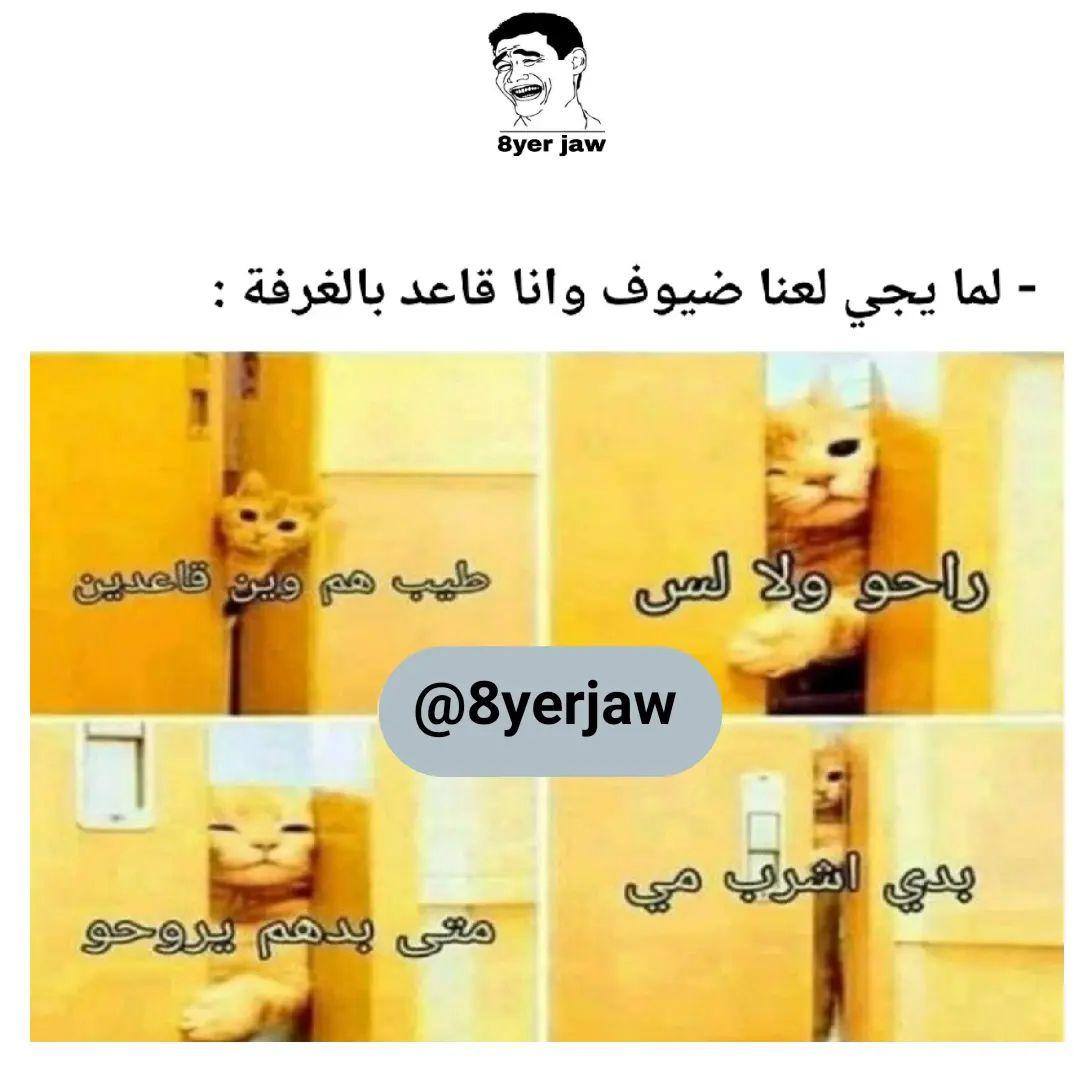 8yer jaw
- لما يجي لعنا ضيوف وانا قاعد بالغرفة :
راحو ولا لس
طيب هم وين قاعدين
@8yerjaw
بدي اشرب مي
متى بدهم يروحو